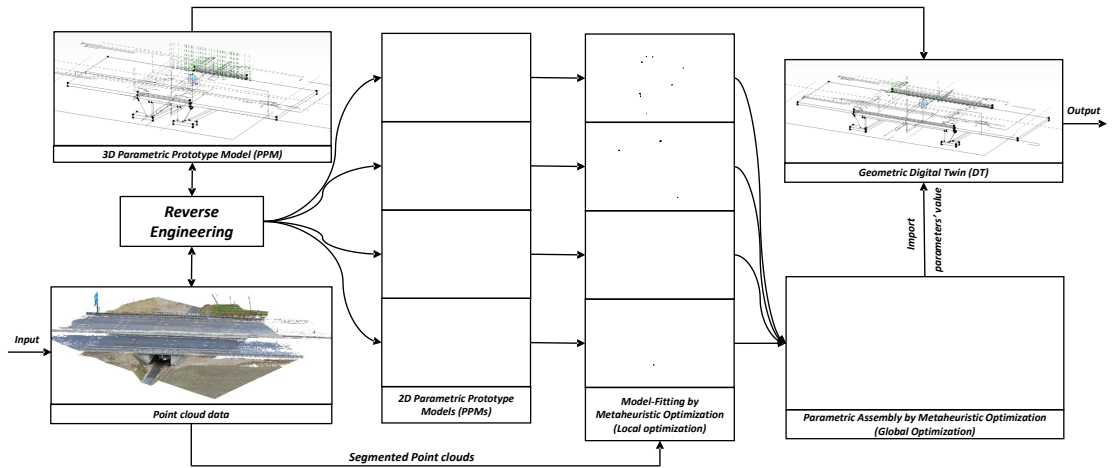 3D Parametric Prototype Model (PPM)
Reverse
Engineering
Input
Point cloud data
2D Parametric Prototype
Models (PPMs)
Model-Fitting by
Metaheuristic Optimization
(Local optimization)
Segmented Point clouds
Geometric Digital Twin (DT)
Output
Import
parameters' value
Parametric Assembly by Metaheuristic Optimization
(Global Optimization)